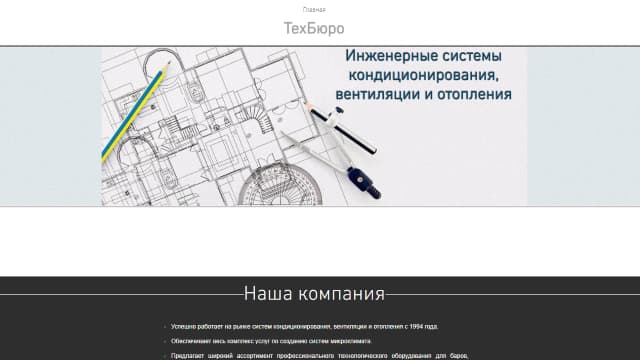 Главная
ТехБюро
Инженерные системы
кондиционирования,
вентиляции и отопления
Наша компания
Успешно работает на рынке систем кондиционирования, вентиляции и отопления с 1994 года.
Обеспечивает весь комплекс услуг по созданию систем микроклимата.
Предлагает широкий ассортимент профессионального технологического оборудования для баров,